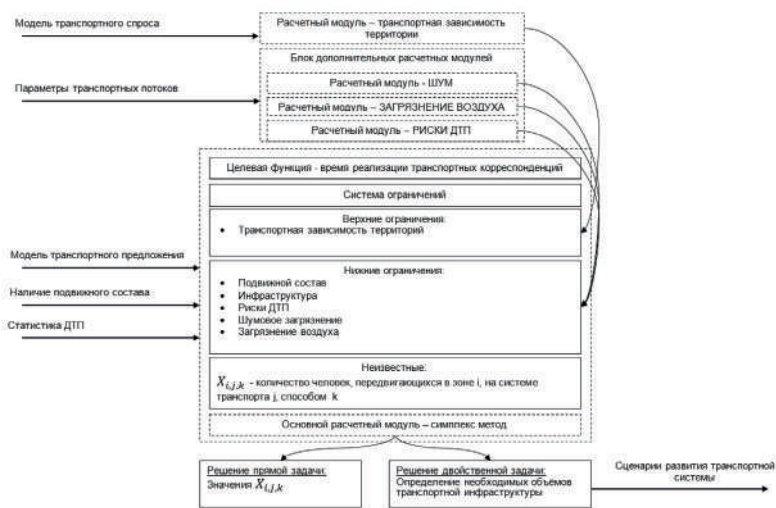 Модель транспортного спроса
Расчетный модуль – транспортная зависимость
территории
Блок дополнительных расчетных модулей
Параметры транспортных потоков
Расчетный модуль - ШУМ
Расчетный модуль – ЗАГРЯЗНЕНИЕ ВОЗДУХА
Расчетный модуль – РИСКИ ДТП
Целевая функция - время реализации транспортных корреспонденций
Система ограничений
Верхние ограничения:
• Транспортная зависимость территорий
Модель транспортного предложения
Наличие подвижного состава
Статистика ДТП
Нижние ограничения:
• Подвижной состав
• Инфраструктура
• Риски ДТП
• Шумовое загрязнение
• Загрязнение воздуха
Неизвестные:
X_{i,j,k} - количество человек, передвигающихся в зоне i, на системе
транспорта j, способом k
Основной расчетный модуль – симплекс метод
Решение прямой задачи:
Значения X_{i,j,k}
Решение двойственной задачи:
Определение необходимых объёмов
транспортной инфраструктуры
Сценарии развития транспортной
системы